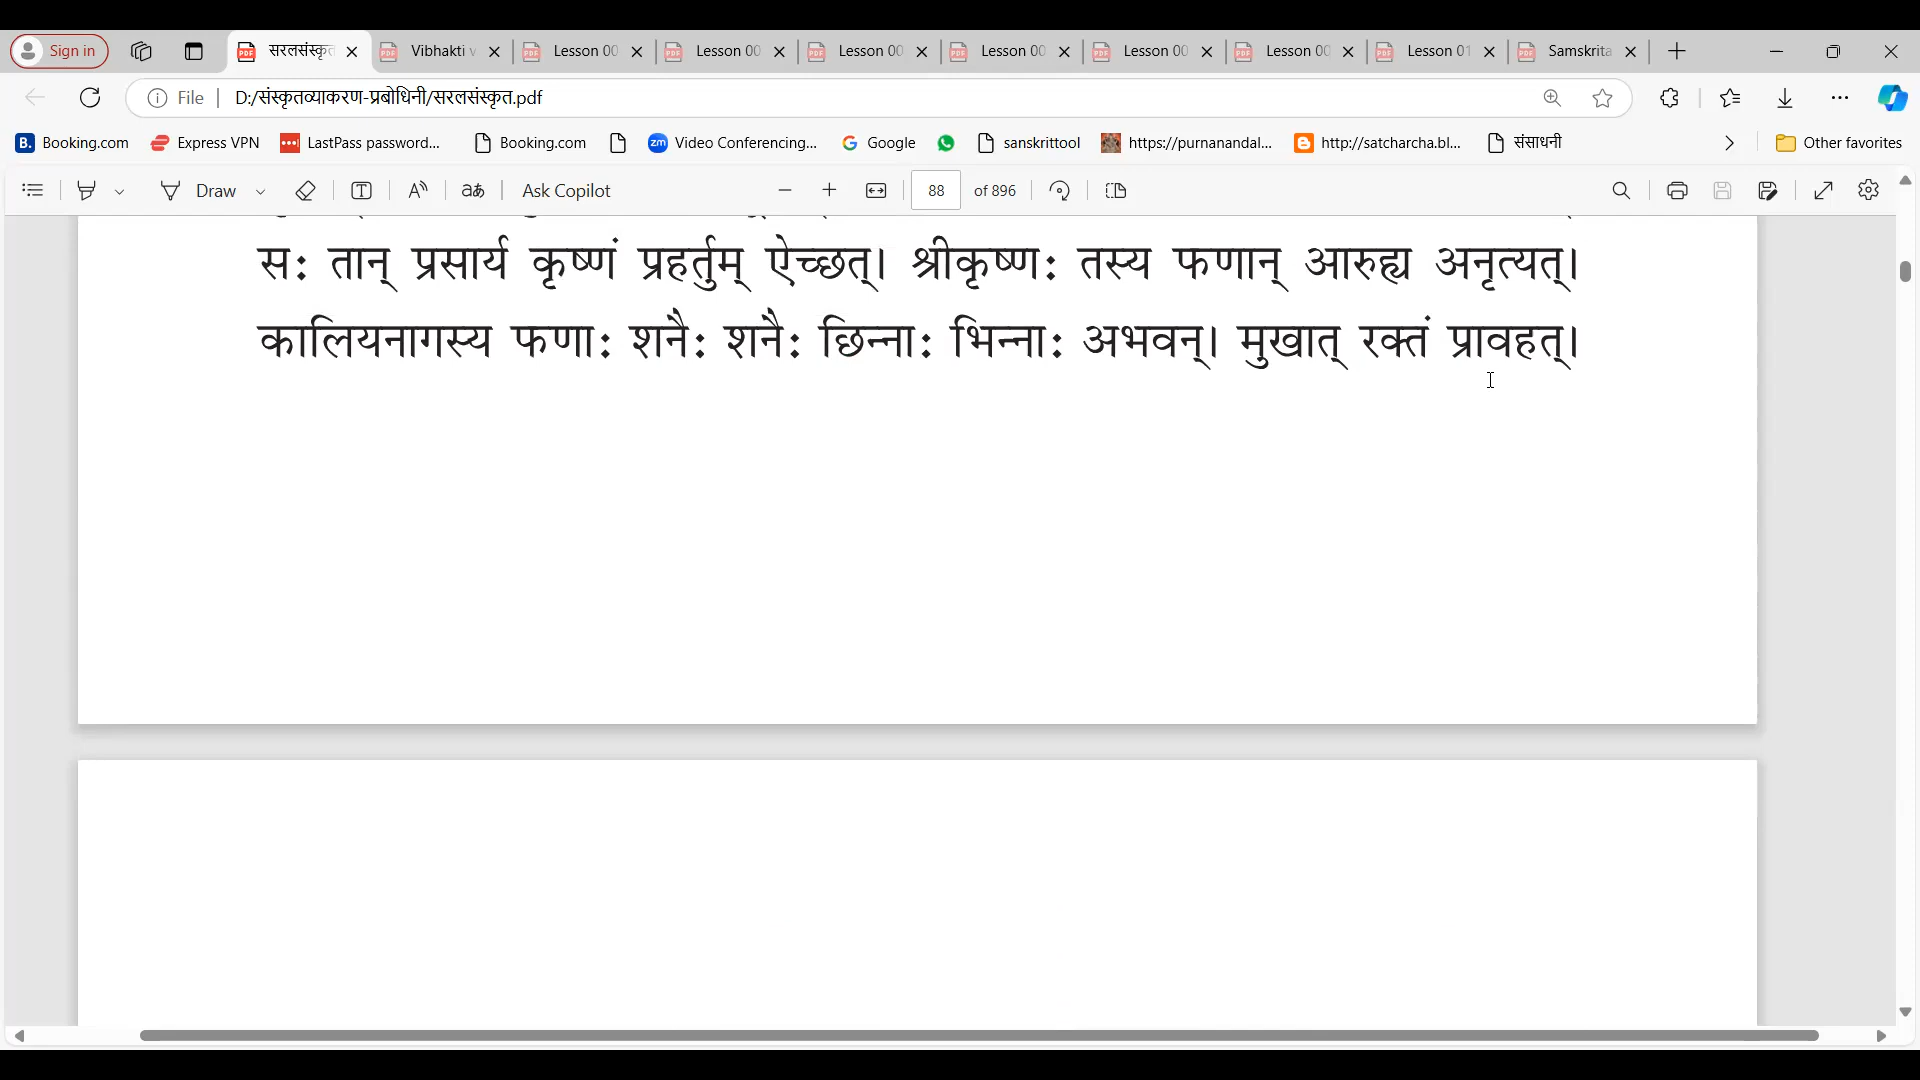 Sign in
सरलसंस्कृत
Vibhakti v
Lesson 00
Lesson 00
Lesson 00
Lesson 00
Lesson 00
Lesson 00
Lesson 01
Samskrita
File
D:/संस्कृतव्याकरण-प्रबोधिनी/सरलसंस्कृत.pdf
Booking.com
Express VPN
LastPass password...
Booking.com
zm Video Conferencing...
Google
sanskrittool
https://purnanandal...
http://satcharcha.bl...
संसाधनी
Other favorites
Draw
Ask Copilot
88 of 896
सः तान् प्रसार्य कृष्णं प्रहर्तुम् ऐच्छत्। श्रीकृष्णः तस्य फणान् आरुह्य अनृत्यत्।
कालियनागस्य फणाः शनैः शनैः छिन्नाः भिन्नाः अभवन्। मुखात् रक्तं प्रावहत्।